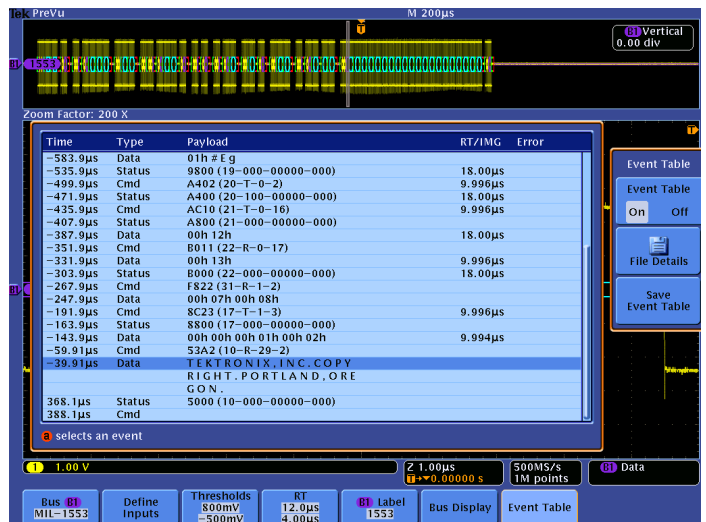 Tek PreVu M 200µs
T
B1 Vertical
0.00 div
B1 1553
Zoom Factor: 200 X
T
Time Type Payload RT/IMG Error
−583.9µs Data 01h # E g
−535.9µs Status 9800 (19−000−00000−000) 18.00µs
−499.9µs Cmd A402 (20−T−0−2) 9.996µs
−471.9µs Status A400 (20−100−00000−000) 18.00µs
−435.9µs Cmd AC10 (21−T−0−16) 9.996µs
−407.9µs Status A800 (21−000−00000−000)
−387.9µs Data 00h 12h 18.00µs
−351.9µs Cmd B011 (22−R−0−17)
−331.9µs Data 00h 13h 9.996µs
−303.9µs Status B000 (22−000−00000−000) 18.00µs
−267.9µs Cmd F822 (31−R−1−2)
−247.9µs Data 00h 07h 00h 08h
−191.9µs Cmd 8C23 (17−T−1−3) 9.996µs
−163.9µs Status 8800 (17−000−00000−000)
−143.9µs Data 00h 00h 00h 01h 00h 02h 9.994µs
−59.91µs Cmd 53A2 (10−R−29−2)
−39.91µs Data T E K T R O N I X , I N C . C O P Y
R I G H T . P O R T L A N D , O R E
G O N .
368.1µs Status 5000 (10−000−00000−000)
388.1µs Cmd
a selects an event
Event Table
Event Table
On Off
File Details
Save
Event Table
B1
1 1.00 V
Z 1.00µs
T→▼0.00000 s
500MS/s
1M points
B1 Data
Bus B1
MIL−1553
Define
Inputs
Thresholds
800mV
−500mV
RT
12.0µs
4.00µs
B1 Label
1553
Bus Display
Event Table